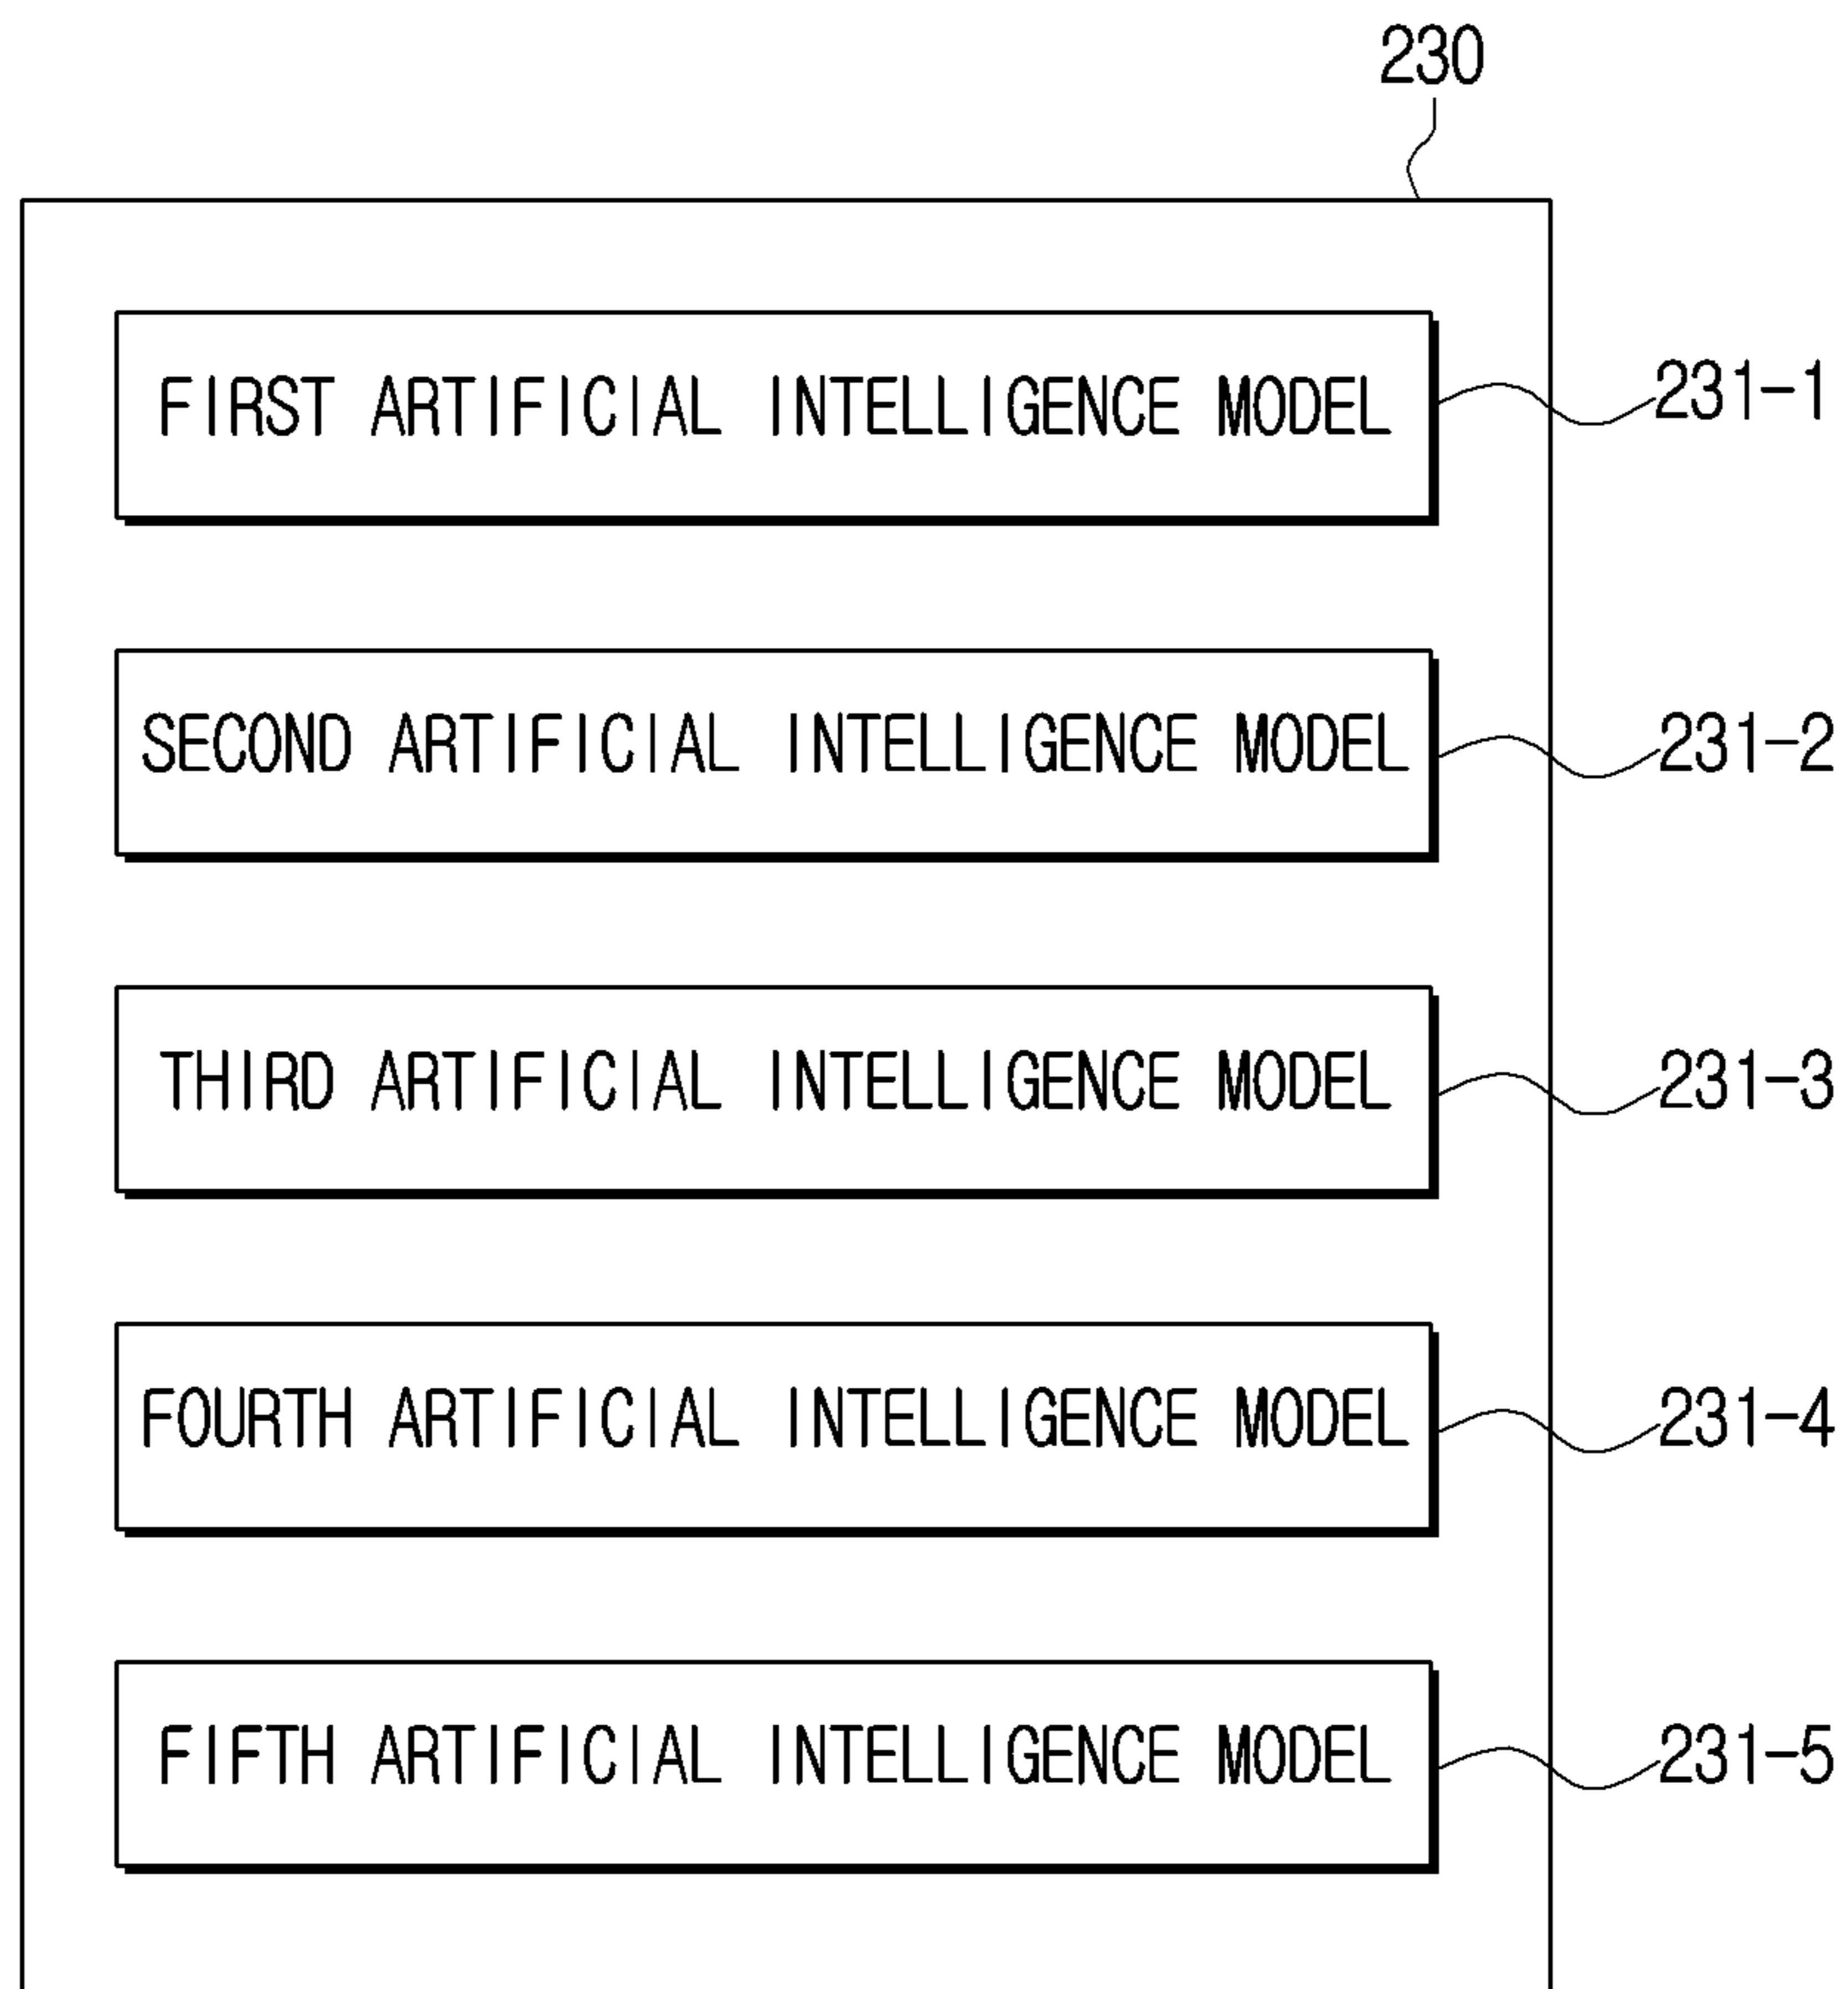 230
FIRST ARTIFICIAL INTELLIGENCE MODEL 231-1
SECOND ARTIFICIAL INTELLIGENCE MODEL 231-2
THIRD ARTIFICIAL INTELLIGENCE MODEL 231-3
FOURTH ARTIFICIAL INTELLIGENCE MODEL 231-4
FIFTH ARTIFICIAL INTELLIGENCE MODEL 231-5